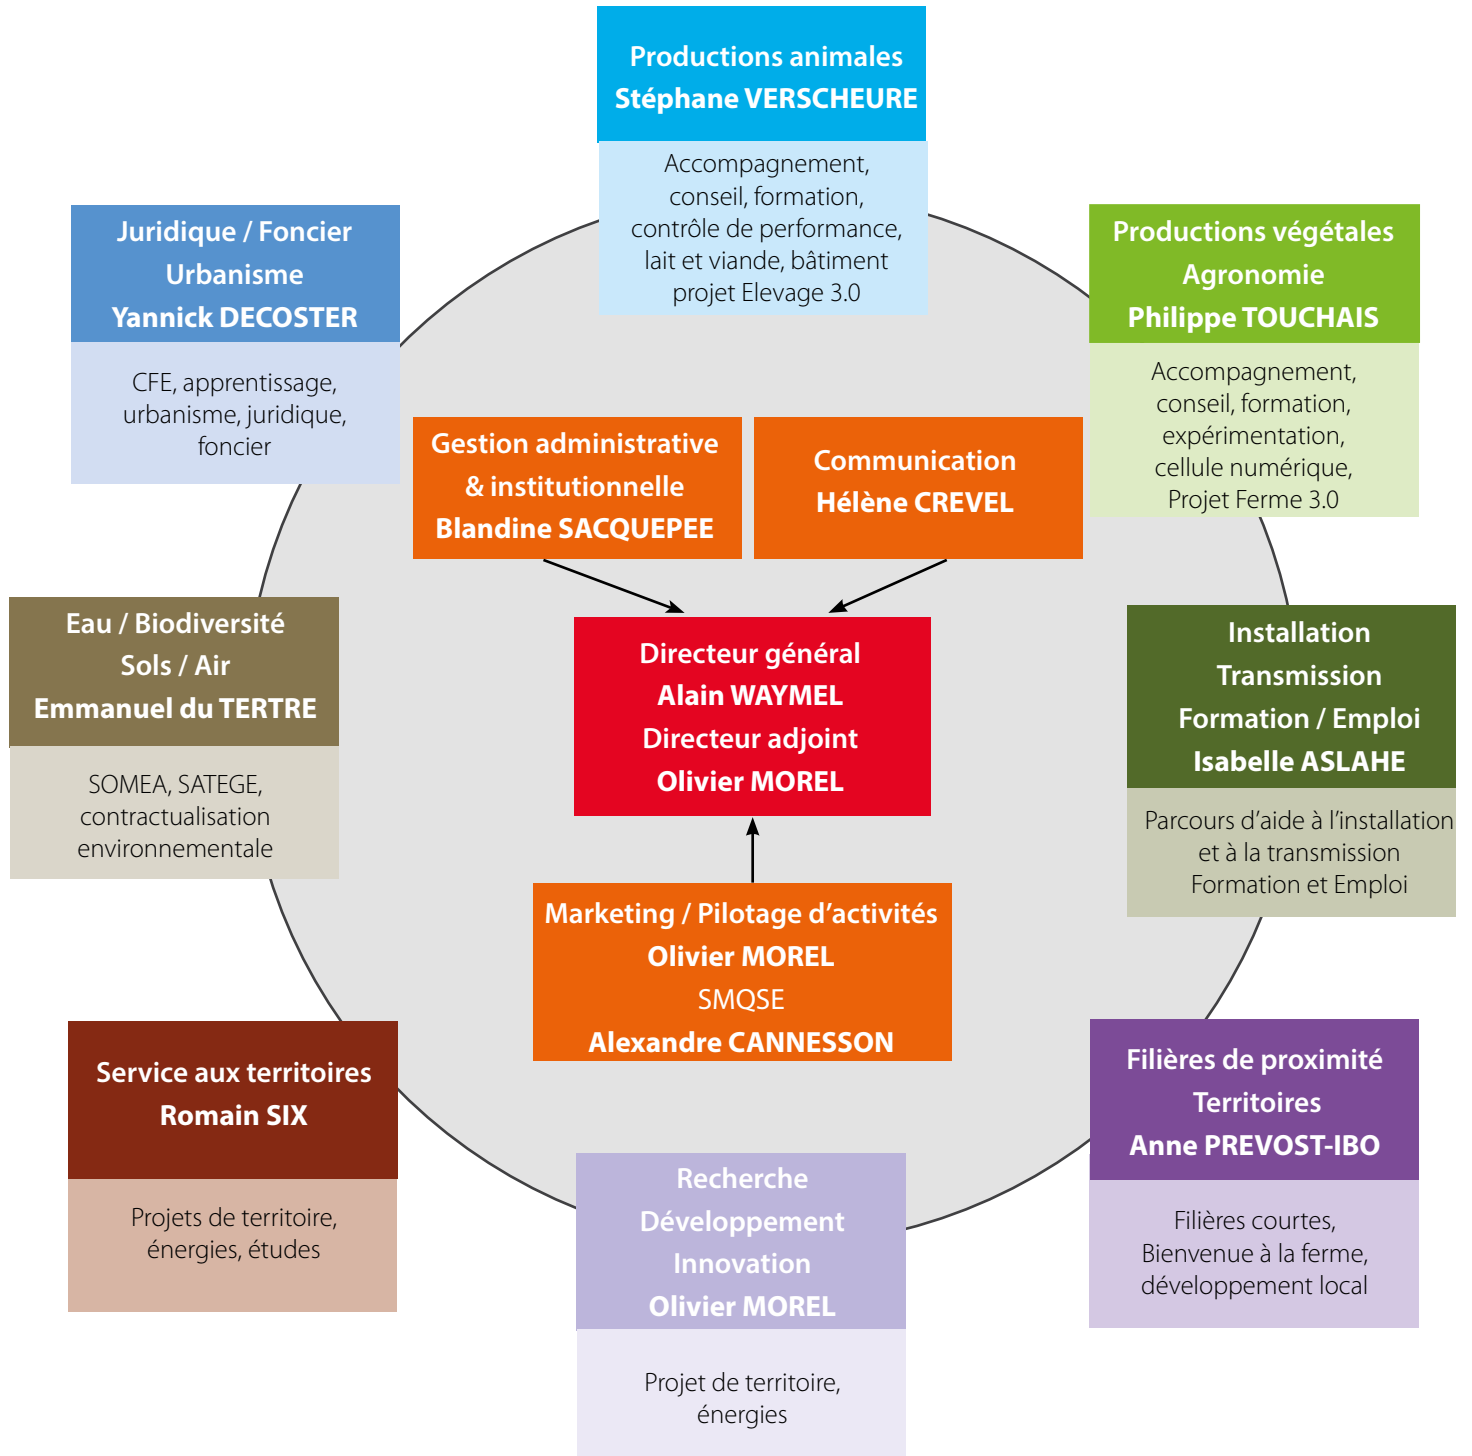 Productions animales
Stéphane VERSCHEURE
Accompagnement,
conseil, formation,
contrôle de performance,
lait et viande, bâtiment
projet Elevage 3.0
Juridique / Foncier
Urbanisme
Yannick DECOSTER
CFE, apprentissage,
urbanisme, juridique,
foncier
Productions végétales
Agronomie
Philippe TOUCHAIS
Accompagnement,
conseil, formation,
expérimentation,
cellule numérique,
Projet Ferme 3.0
Gestion administrative
& institutionnelle
Blandine SACQUEPEE
Communication
Hélène CREVEL
Eau / Biodiversité
Sols / Air
Emmanuel du TERTRE
SOMEA, SATEGE,
contractualisation
environnementale
Directeur général
Alain WAYMEL
Directeur adjoint
Olivier MOREL
Installation
Transmission
Formation / Emploi
Isabelle ASLAHE
Parcours d’aide à l’installation
et à la transmission
Formation et Emploi
Marketing / Pilotage d’activités
Olivier MOREL
SMQSE
Alexandre CANNESSON
Service aux territoires
Romain SIX
Projets de territoire,
énergies, études
Filières de proximité
Territoires
Anne PREVOST-IBO
Filières courtes,
Bienvenue à la ferme,
développement local
Recherche
Développement
Innovation
Olivier MOREL
Projet de territoire,
énergies